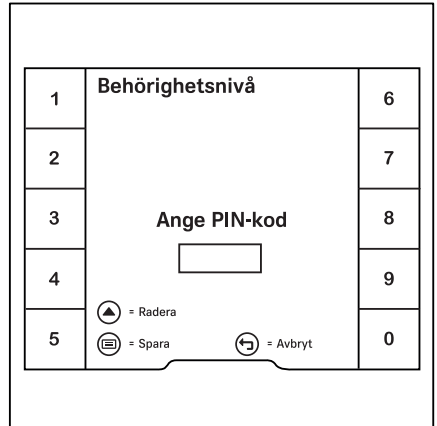 Behörighetsnivå
1
6
2
7
3
Ange PIN-kod
8
4
9
= Radera
5
= Spara
= Avbryt
0